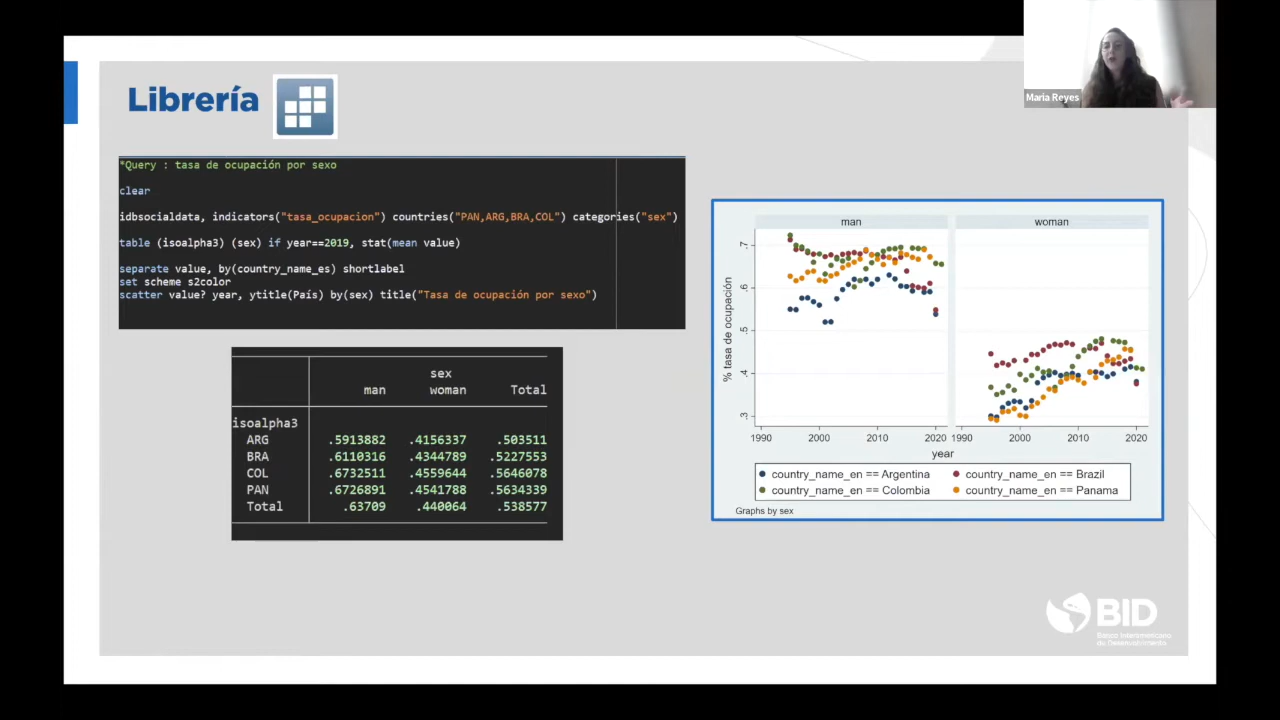 Librería
Maria Reyes
*Query : tasa de ocupación por sexo
clear
idbsocialdata, indicators("tasa_ocupacion") countries("PAN,ARG,BRA,COL") categories("sex")
table (isoalpha3) (sex) if year==2019, stat(mean value)
separate value, by(country_name_es) shortlabel
set scheme s2color
scatter value? year, ytitle(País) by(sex) title("Tasa de ocupación por sexo")
sex
man woman Total
isoalpha3
ARG .5913882 .4156337 .503511
BRA .6110316 .4344789 .5227553
COL .6732511 .4559644 .5646078
PAN .6726891 .4541788 .5634339
Total .63709 .440064 .538577
man woman
% tasa de ocupación
.7
.6
.5
.4
.3
1990 2000 2010 2020 1990 2000 2010 2020
year
country_name_en == Argentina country_name_en == Brazil
country_name_en == Colombia country_name_en == Panama
Graphs by sex
BID
Banco Interamericano
de Desenvolvimento